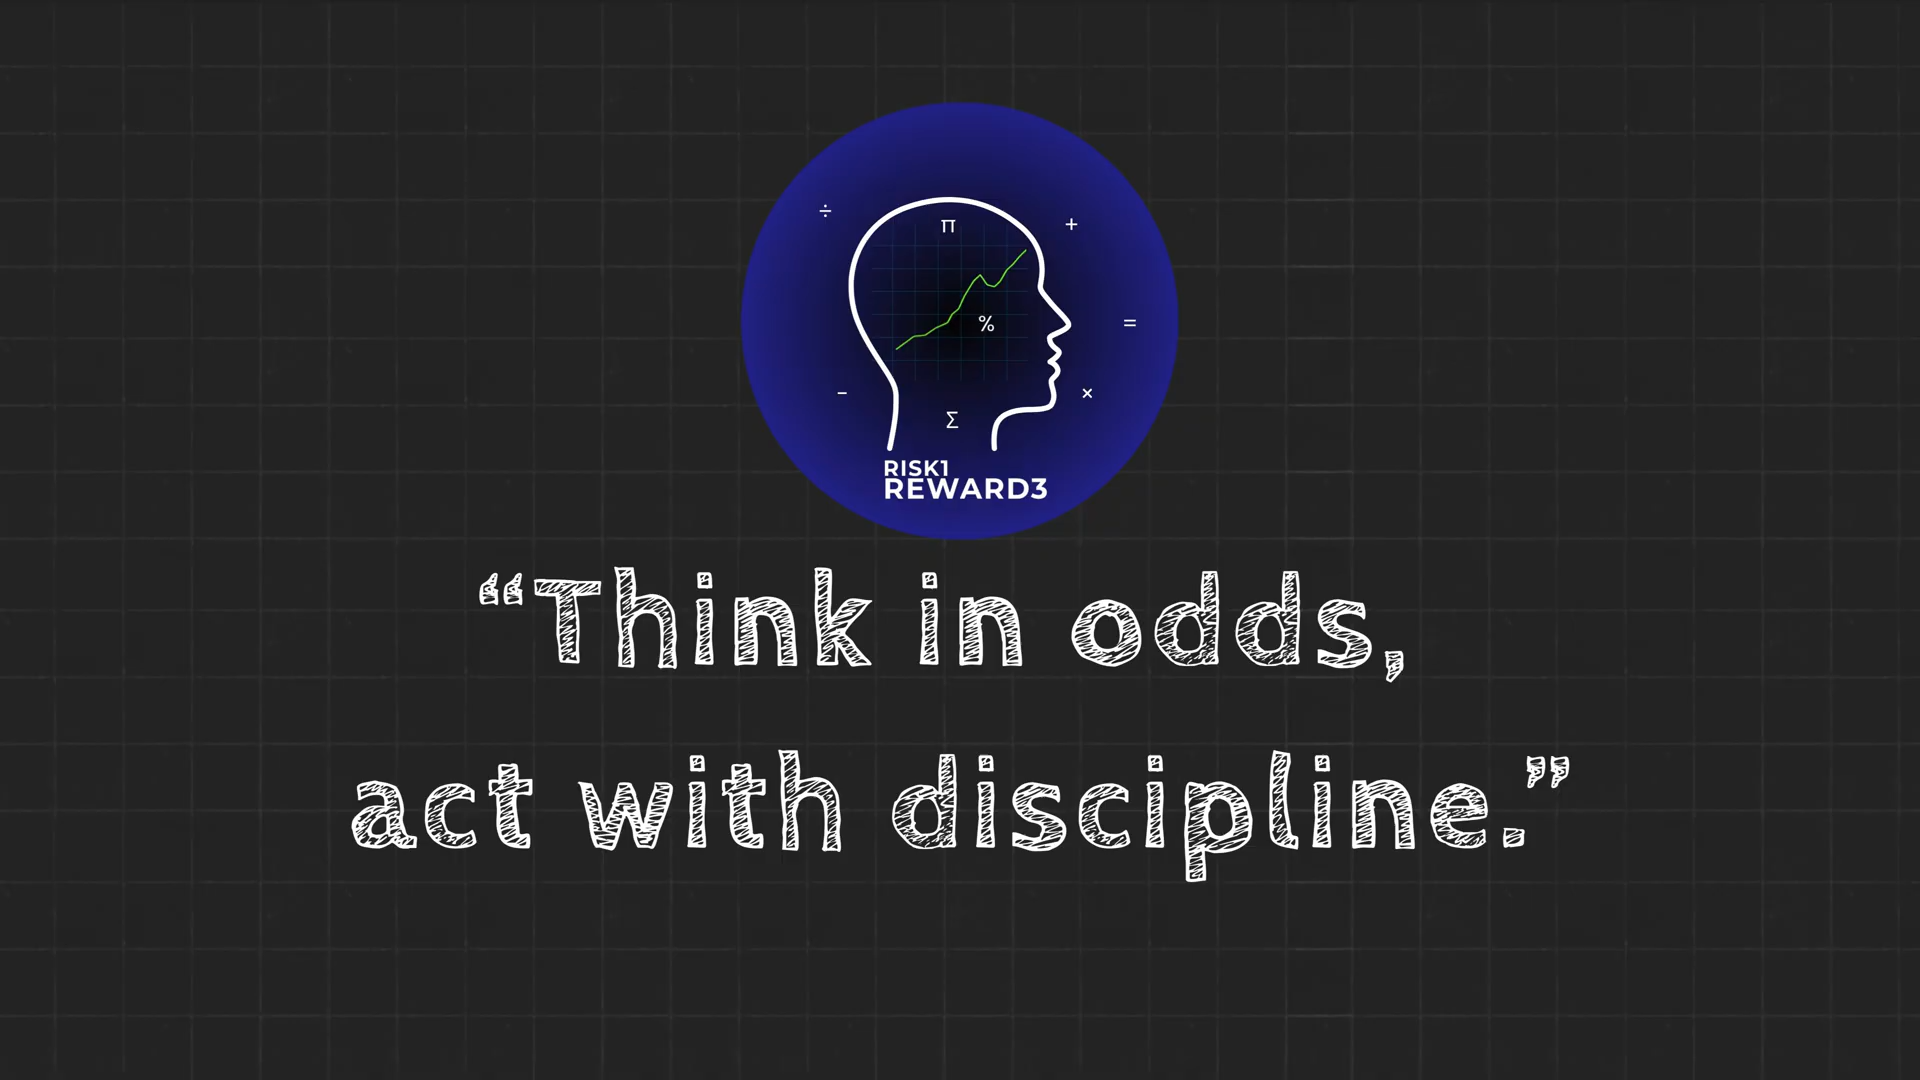 ÷
π
+
%
=
-
×
Σ
RISK1
REWARD3
“Think in odds,
act with discipline.”